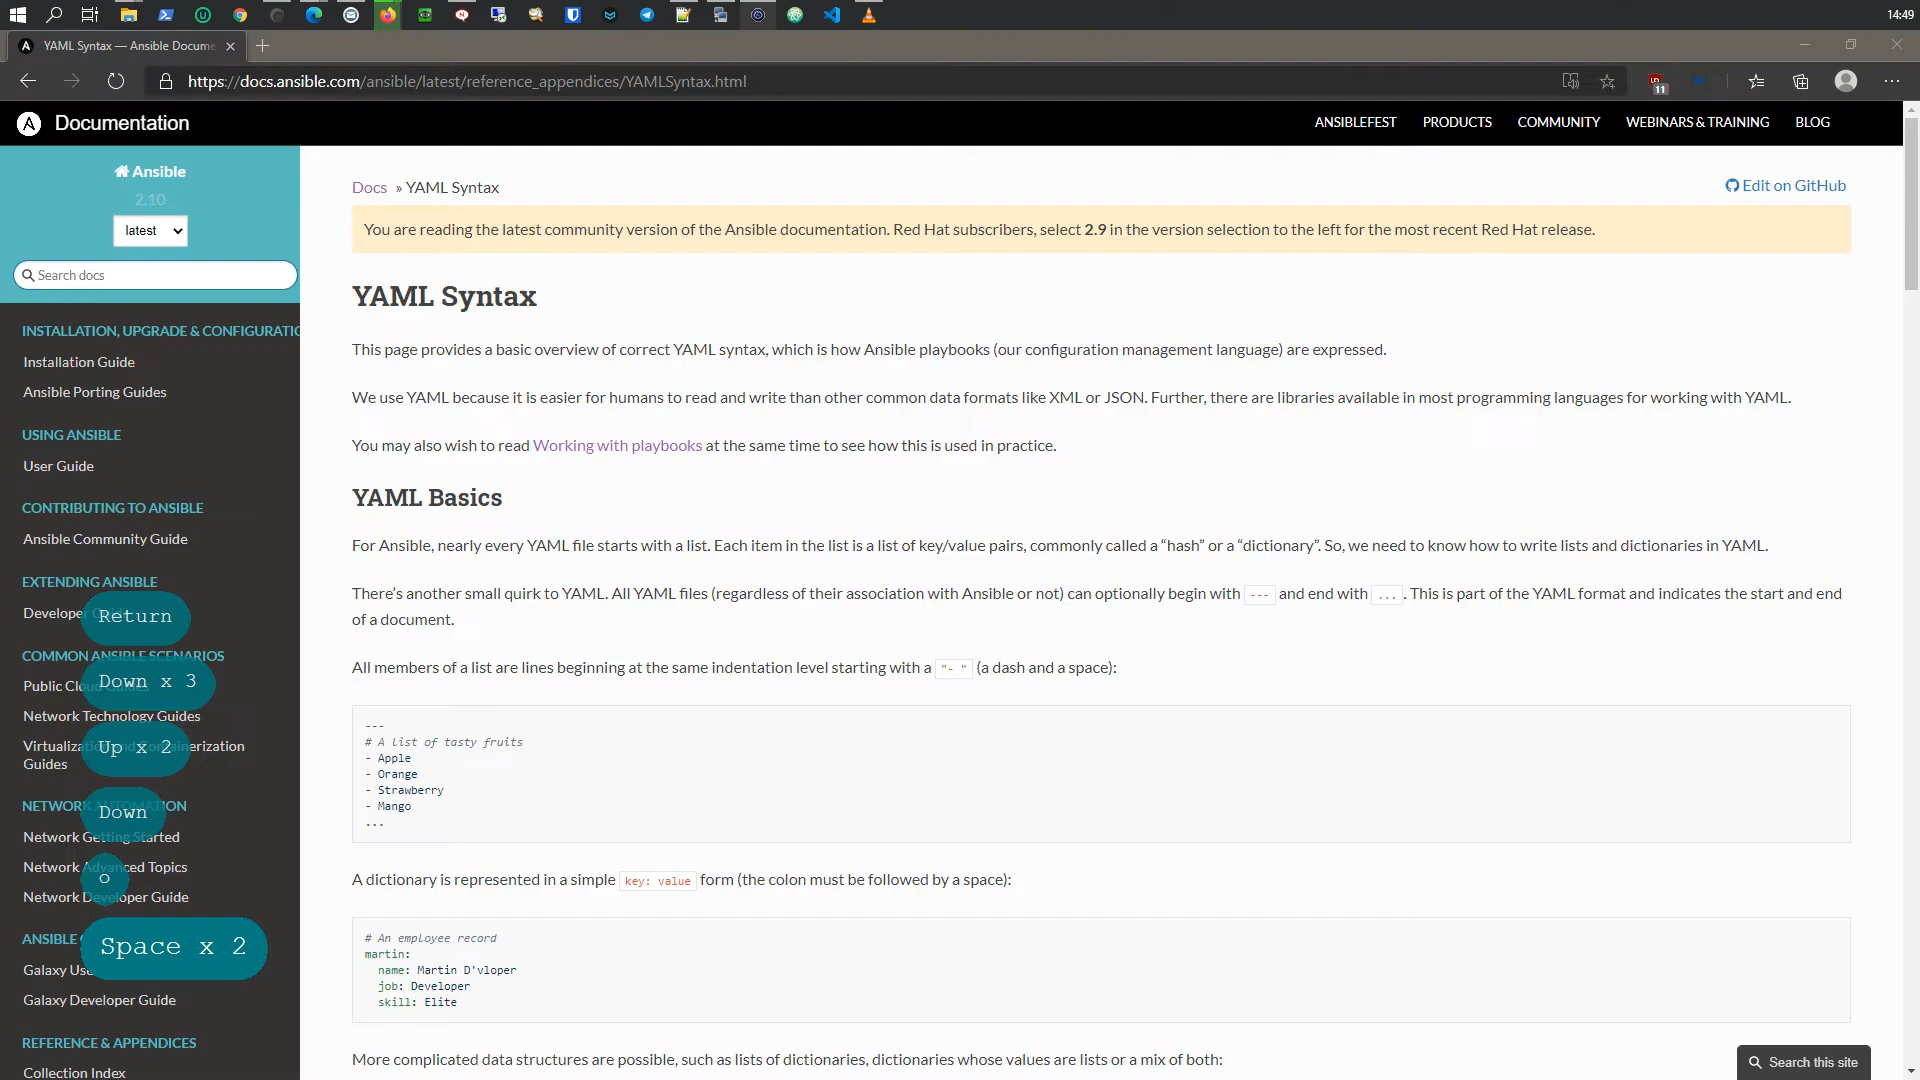 14:49
YAML Syntax — Ansible Docume
https://docs.ansible.com/ansible/latest/reference_appendices/YAMLSyntax.html
11
Documentation
ANSIBLEFEST PRODUCTS COMMUNITY WEBINARS & TRAINING BLOG
Ansible
2.10
latest
Search docs
INSTALLATION, UPGRADE & CONFIGURATIO
Installation Guide
Ansible Porting Guides
USING ANSIBLE
User Guide
CONTRIBUTING TO ANSIBLE
Ansible Community Guide
EXTENDING ANSIBLE
Developer Guide
Return
COMMON ANSIBLE SCENARIOS
Public Cloud Guides
Down x 3
Network Technology Guides
Virtualization and Containerization
Guides
Up x 2
NETWORK AUTOMATION
Down
Network Getting Started
Network Advanced Topics
o
Network Developer Guide
ANSIBLE
Space x 2
Galaxy Use
Galaxy Developer Guide
REFERENCE & APPENDICES
Collection Index
Docs » YAML Syntax
Edit on GitHub
You are reading the latest community version of the Ansible documentation. Red Hat subscribers, select 2.9 in the version selection to the left for the most recent Red Hat release.
YAML Syntax
This page provides a basic overview of correct YAML syntax, which is how Ansible playbooks (our configuration management language) are expressed.
We use YAML because it is easier for humans to read and write than other common data formats like XML or JSON. Further, there are libraries available in most programming languages for working with YAML.
You may also wish to read Working with playbooks at the same time to see how this is used in practice.
YAML Basics
For Ansible, nearly every YAML file starts with a list. Each item in the list is a list of key/value pairs, commonly called a “hash” or a “dictionary”. So, we need to know how to write lists and dictionaries in YAML.
There’s another small quirk to YAML. All YAML files (regardless of their association with Ansible or not) can optionally begin with --- and end with .... This is part of the YAML format and indicates the start and end
of a document.
All members of a list are lines beginning at the same indentation level starting with a "- " (a dash and a space):
---
# A list of tasty fruits
- Apple
- Orange
- Strawberry
- Mango
...
A dictionary is represented in a simple key: value form (the colon must be followed by a space):
# An employee record
martin:
  name: Martin D'vloper
  job: Developer
  skill: Elite
More complicated data structures are possible, such as lists of dictionaries, dictionaries whose values are lists or a mix of both:
Search this site